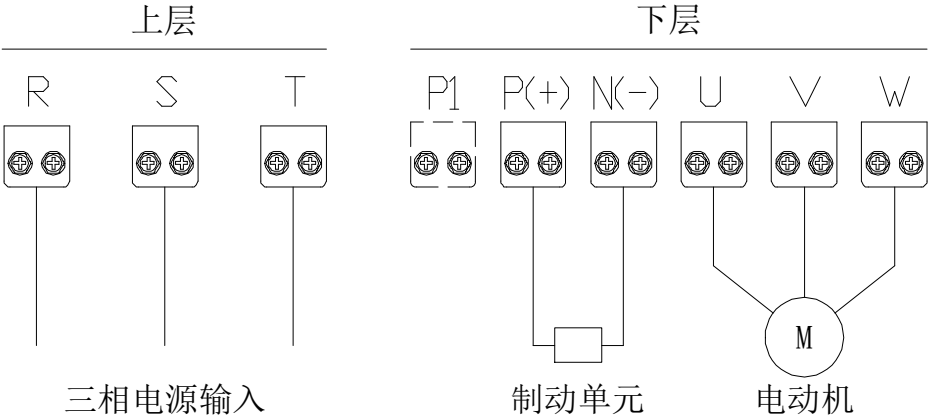 上层 下层
R S T P1 P(+) N(-) U V W
M
三相电源输入 制动单元 电动机